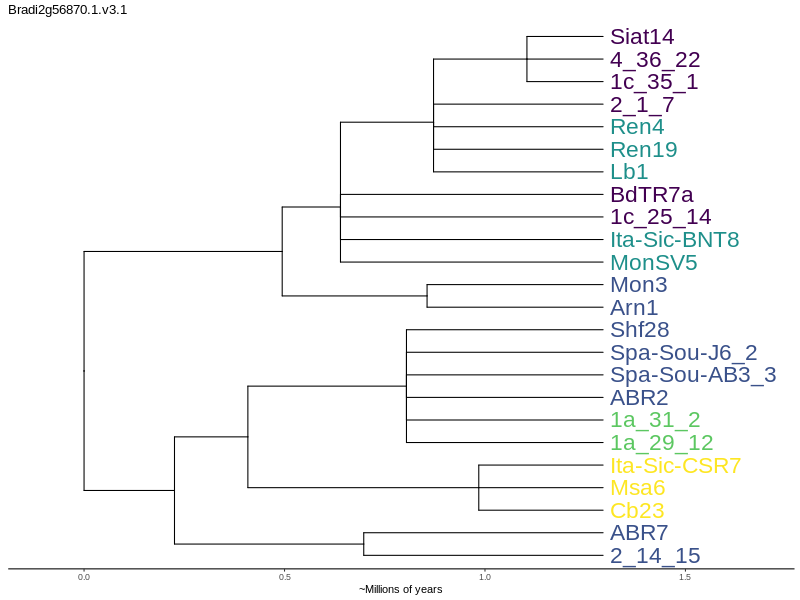 Bradi2g56870.1.v3.1
Siat14
4_36_22
1c_35_1
2_1_7
Ren4
Ren19
Lb1
BdTR7a
1c_25_14
Ita-Sic-BNT8
MonSV5
Mon3
Arn1
Shf28
Spa-Sou-J6_2
Spa-Sou-AB3_3
ABR2
1a_31_2
1a_29_12
Ita-Sic-CSR7
Msa6
Cb23
ABR7
2_14_15
0.0 0.5 1.0 1.5
~Millions of years